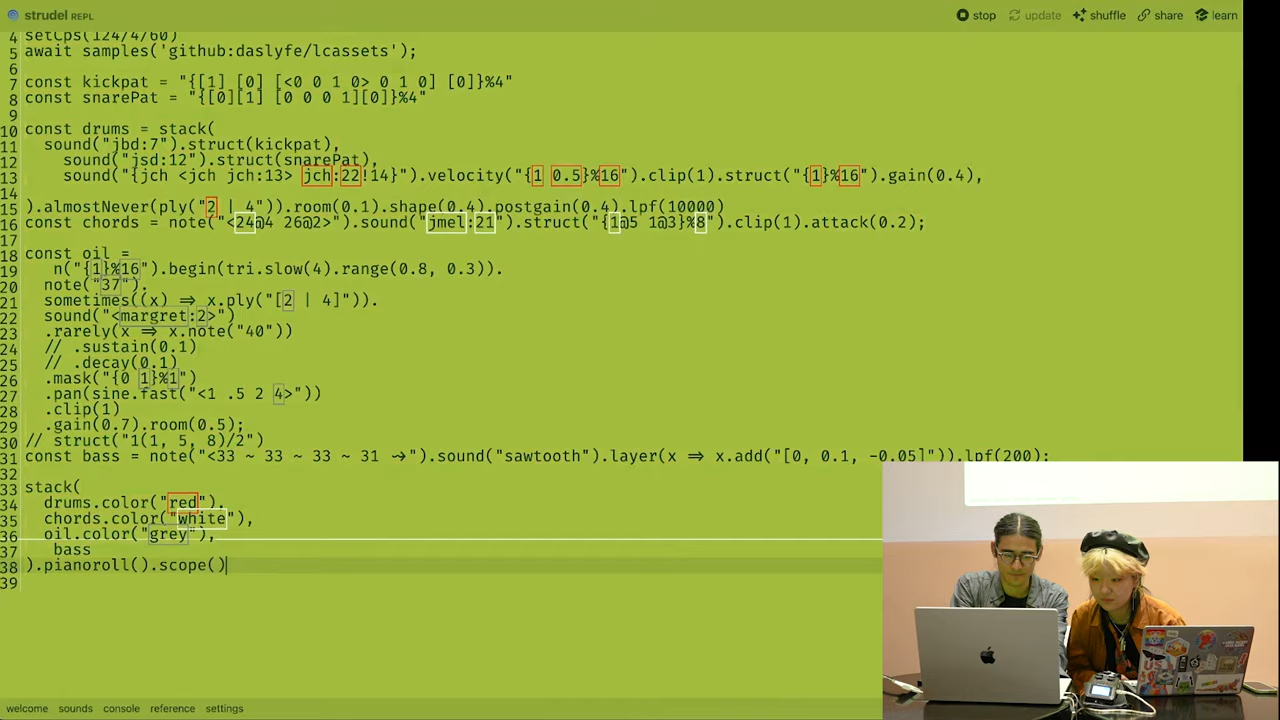 strudel REPL
stop update shuffle share learn
4 setCps(124/4/60)
5 await samples('github:daslyfe/lcassets');
6
7 const kickpat = "{[1] [0] [<0 0 1 0> 0 1 0] [0]}%4"
8 const snarePat = "{[0][1] [0 0 0 1][0]}%4"
9
10 const drums = stack(
11 sound("jbd:7").struct(kickpat),
12 sound("jsd:12").struct(snarePat),
13 sound("{jch <jch jch:13> jch:22!14}").velocity("{1 0.5}%16").clip(1).struct("{1}%16").gain(0.4),
14
15 ).almostNever(ply("2 | 4")).room(0.1).shape(0.4).postgain(0.4).lpf(10000)
16 const chords = note("<24@4 26@2>").sound("jmel:21").struct("{1@5 1@3}%8").clip(1).attack(0.2);
17
18 const oil =
19 n("{1}%16").begin(tri.slow(4).range(0.8, 0.3)).
20 note("37").
21 sometimes((x) => x.ply("[2 | 4]")).
22 sound("<margret:2>")
23 .rarely(x => x.note("40"))
24 // .sustain(0.1)
25 // .decay(0.1)
26 .mask("{0 1}%1")
27 .pan(sine.fast("<1 .5 2 4>"))
28 .clip(1)
29 .gain(0.7).room(0.5);
30 // struct("1(1, 5, 8)/2")
31 const bass = note("<33 ~ 33 ~ 33 ~ 31 ~>").sound("sawtooth").layer(x => x.add("[0, 0.1, -0.05]")).lpf(200);
32
33 stack(
34 drums.color("red"),
35 chords.color("white"),
36 oil.color("grey"),
37 bass
38 ).pianoroll().scope()
39
welcome sounds console reference settings